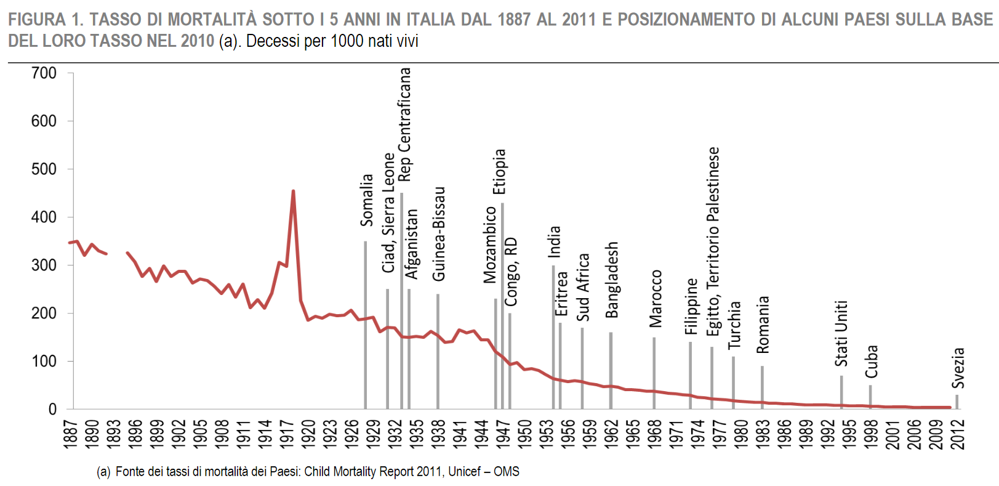 FIGURA 1. TASSO DI MORTALITÀ SOTTO I 5 ANNI IN ITALIA DAL 1887 AL 2011 E POSIZIONAMENTO DI ALCUNI PAESI SULLA BASE
DEL LORO TASSO NEL 2010 (a). Decessi per 1000 nati vivi
700
600
500
400
300
200
100
0
Somalia
Ciad, Sierra Leone
Rep Centraficana
Afganistan
Guinea-Bissau
Mozambico
Etiopia
Congo, RD
India
Eritrea
Sud Africa
Bangladesh
Marocco
Filippine
Egitto, Territorio Palestinese
Turchia
Romania
Stati Uniti
Cuba
Svezia
1887
1890
1893
1896
1899
1902
1905
1908
1911
1914
1917
1920
1923
1926
1929
1932
1935
1938
1941
1944
1947
1950
1953
1956
1959
1962
1965
1968
1971
1974
1977
1980
1983
1986
1989
1992
1995
1998
2001
2006
2009
2012
(a) Fonte dei tassi di mortalità dei Paesi: Child Mortality Report 2011, Unicef – OMS